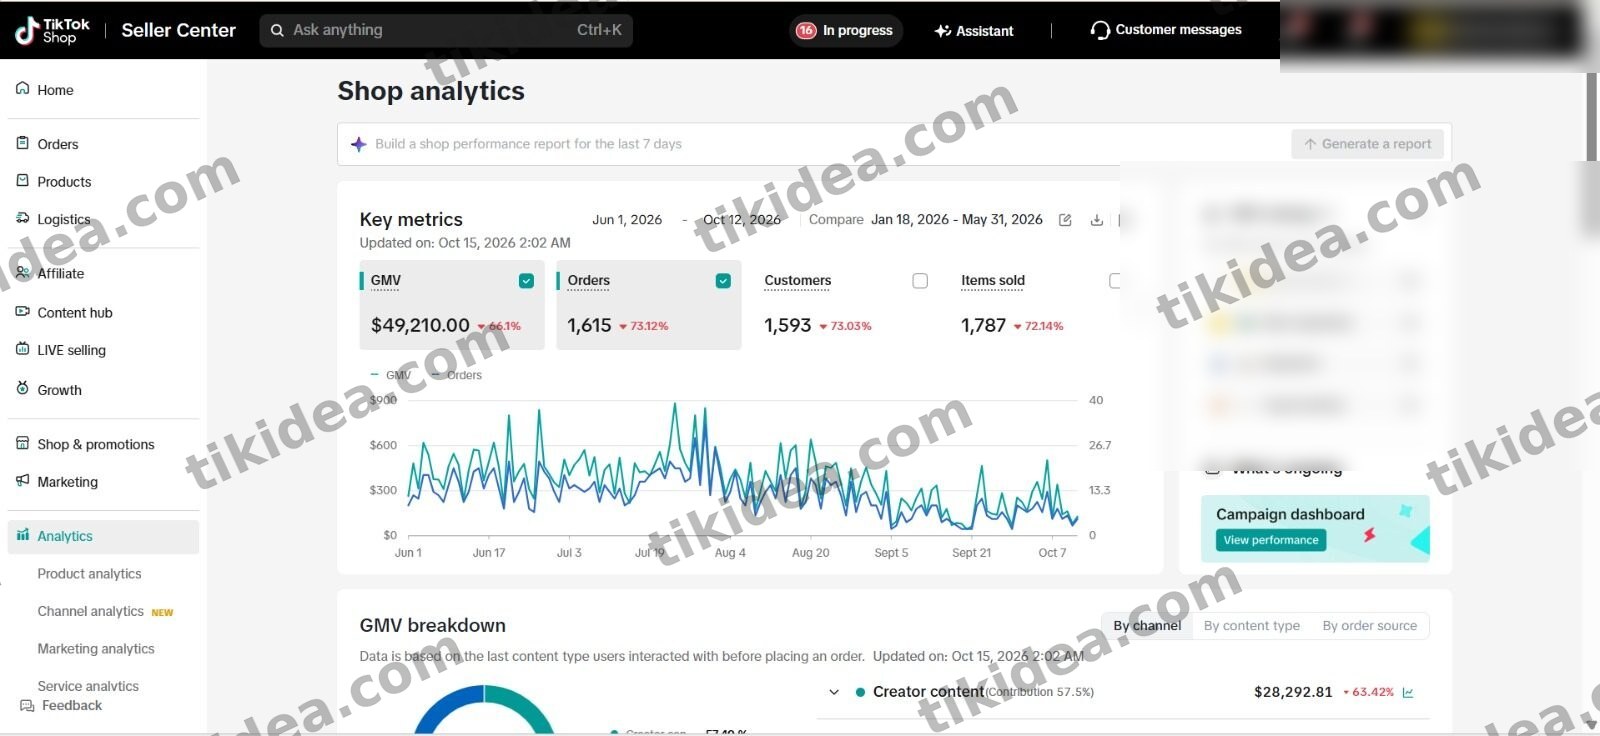 TikTok Shop | Seller Center
Ask anything Ctrl+K
16 In progress
Assistant
Customer messages
Home
Orders
Products
Logistics
Affiliate
Content hub
LIVE selling
Growth
Shop & promotions
Marketing
Analytics
Product analytics
Channel analytics NEW
Marketing analytics
Service analytics
Feedback
Shop analytics
Build a shop performance report for the last 7 days
Generate a report
Key metrics
Jun 1, 2026 - Oct 12, 2026
Compare Jan 18, 2026 - May 31, 2026
Updated on: Oct 15, 2026 2:02 AM
GMV
$49,210.00 66.1%
Orders
1,615 73.12%
Customers
1,593 73.03%
Items sold
1,787 72.14%
GMV Orders
$900 40
$600 26.7
$300 13.3
$0 0
Jun 1 Jun 17 Jul 3 Jul 19 Aug 4 Aug 20 Sept 5 Sept 21 Oct 7
What's ongoing
Campaign dashboard
View performance
GMV breakdown
By channel By content type By order source
Data is based on the last content type users interacted with before placing an order. Updated on: Oct 15, 2026 2:02 AM
Creator content (Contribution 57.5%) $28,292.81 63.42%
tikidea.com
tikidea.com
tikidea.com
tikidea.com
tikidea.com
tikidea.com
tikidea.com
tikidea.com